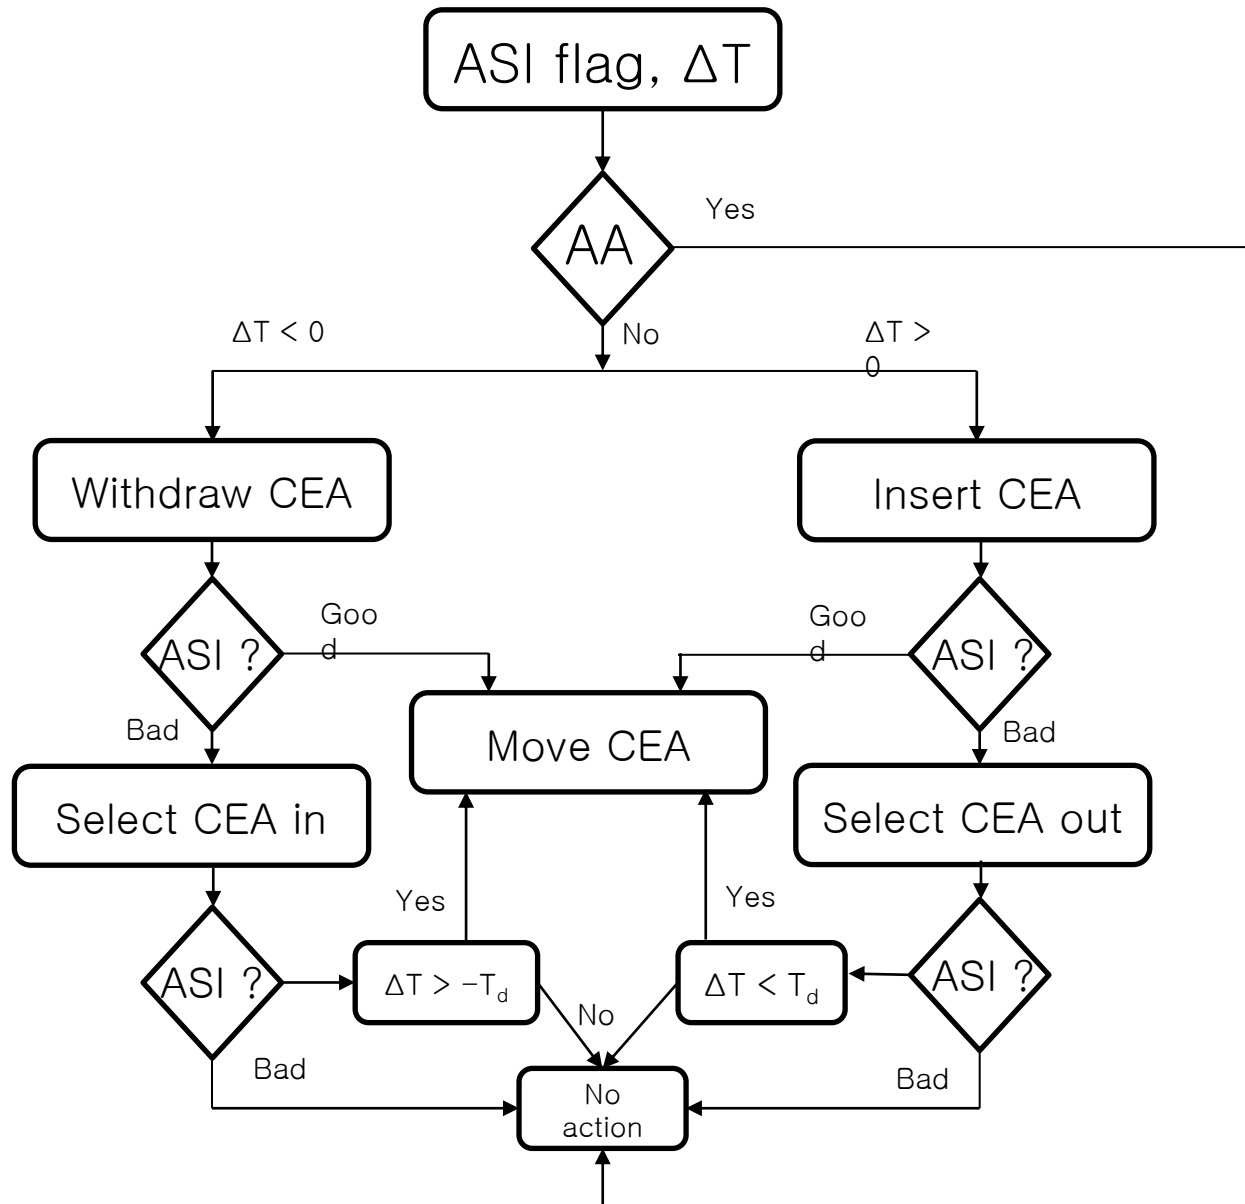 ASI flag, ΔT
Yes
AA
ΔT < 0
No
ΔT >
0
Withdraw CEA
Insert CEA
Goo
d
Goo
d
ASI ?
ASI ?
Bad
Bad
Move CEA
Select CEA in
Select CEA out
Yes
Yes
ASI ?
ΔT > -Td
ΔT < Td
ASI ?
No
Bad
Bad
No
action